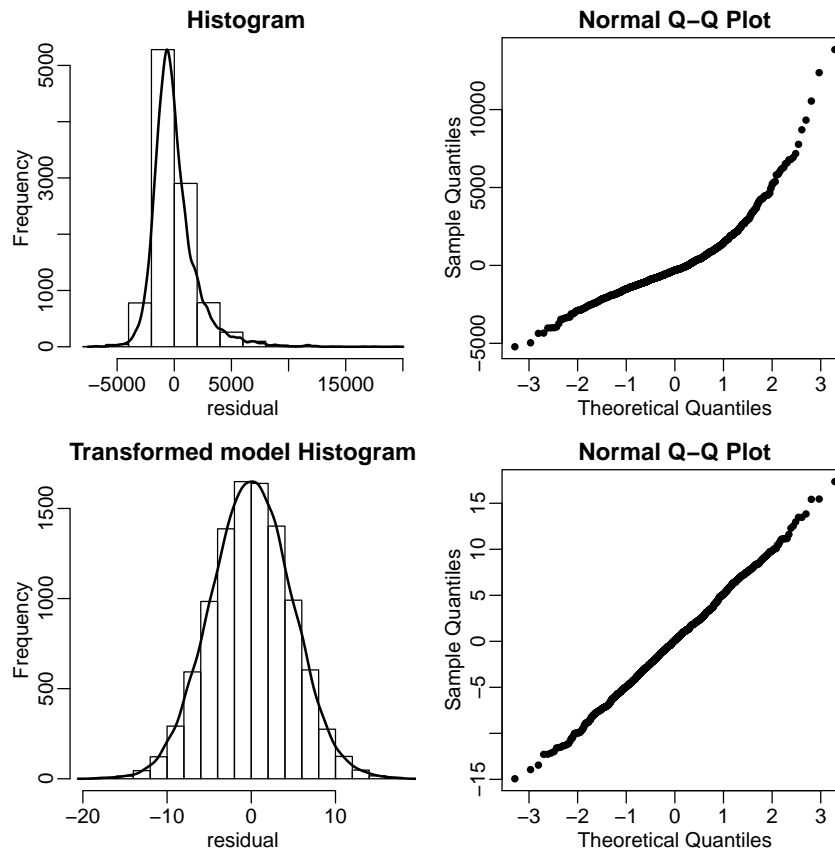 Histogram
Frequency
0 1000 3000 5000
−5000 0 5000 15000
residual
Normal Q−Q Plot
Sample Quantiles
−5000 0 5000 10000
−3 −2 −1 0 1 2 3
Theoretical Quantiles
Transformed model Histogram
Frequency
0 500 1000 1500
−20 −10 0 10
residual
Normal Q−Q Plot
Sample Quantiles
−15 −5 0 5 10 15
−3 −2 −1 0 1 2 3
Theoretical Quantiles